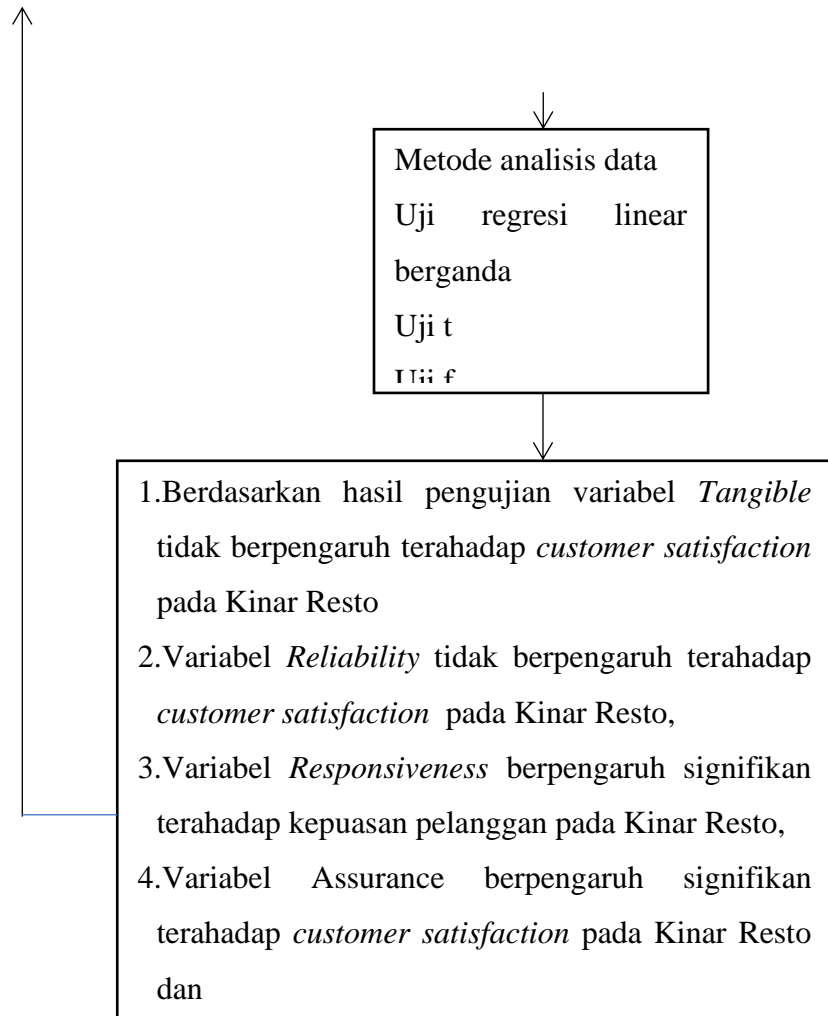 Metode analisis data
Uji regresi linear
berganda
Uji t
Uji f
1.Berdasarkan hasil pengujian variabel Tangible
tidak berpengaruh terahadap customer satisfaction
pada Kinar Resto
2.Variabel Reliability tidak berpengaruh terahadap
customer satisfaction pada Kinar Resto,
3.Variabel Responsiveness berpengaruh signifikan
terahadap kepuasan pelanggan pada Kinar Resto,
4.Variabel Assurance berpengaruh signifikan
terahadap customer satisfaction pada Kinar Resto
dan